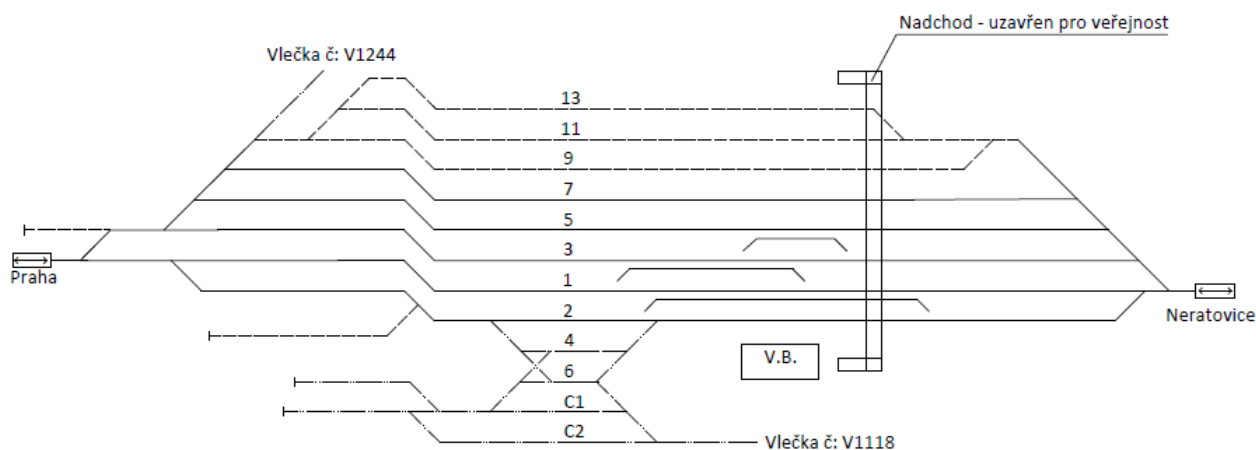 Nadchod - uzavřen pro veřejnost
Vlečka č: V1244
13
11
9
7
5
3
Praha
1
2
Neratovice
4
V.B.
6
C1
C2
Vlečka č: V1118